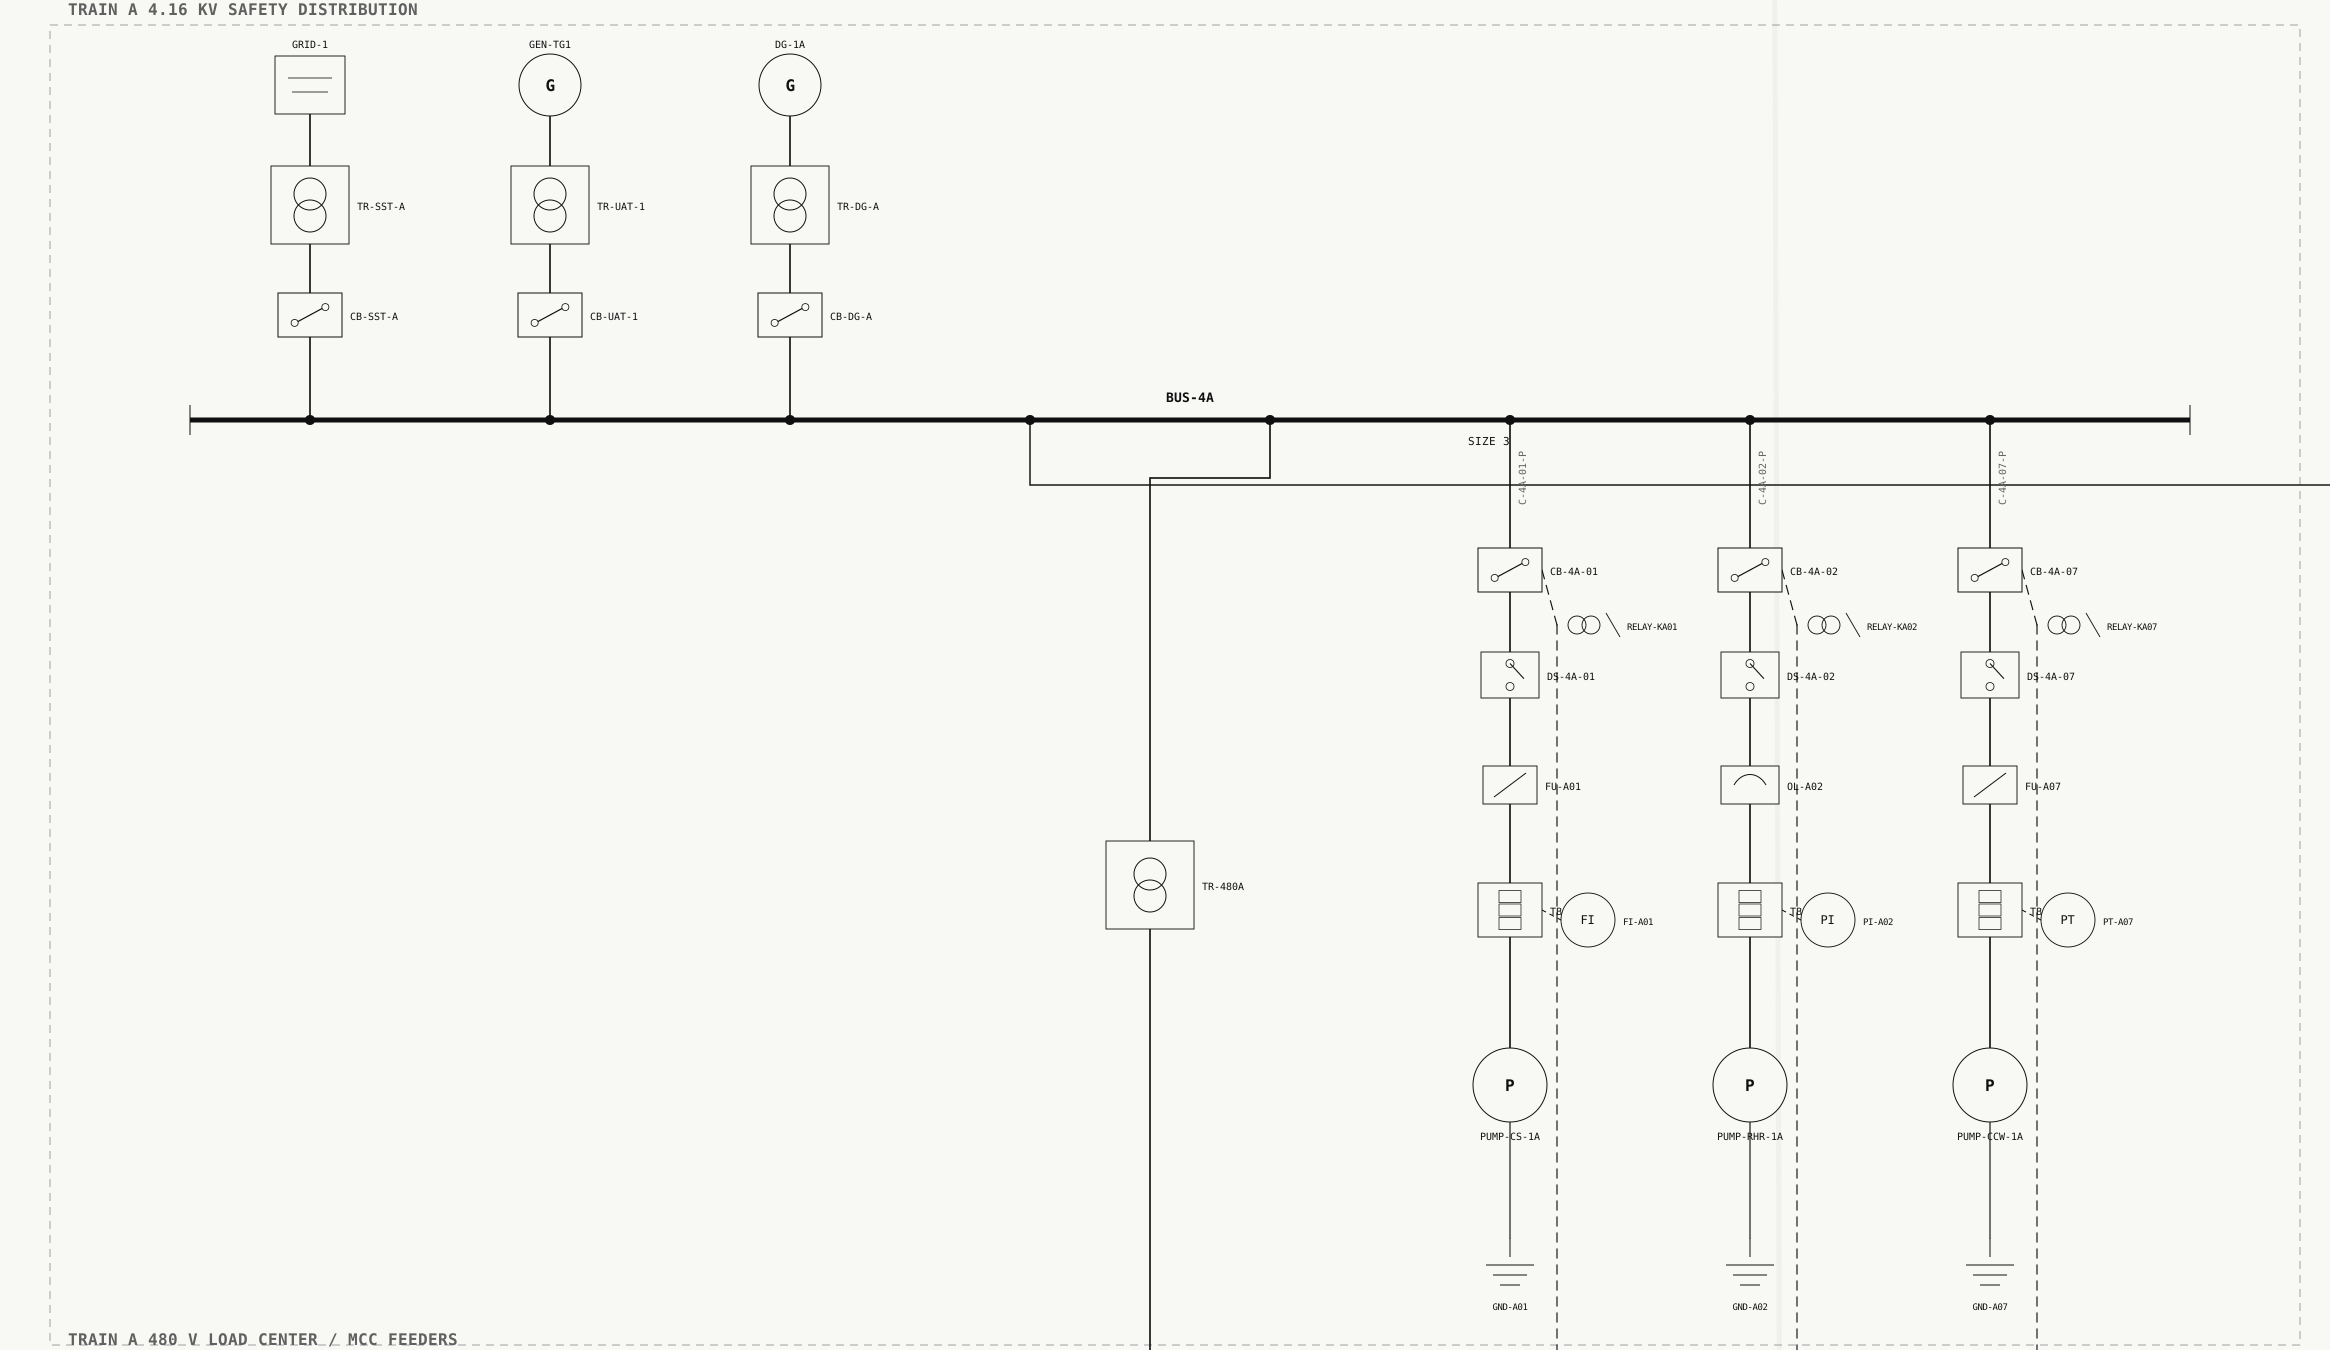 TRAIN A 4.16 KV SAFETY DISTRIBUTION
GRID-1
GEN-TG1
DG-1A
G
G
TR-SST-A
TR-UAT-1
TR-DG-A
CB-SST-A
CB-UAT-1
CB-DG-A
BUS-4A
SIZE 3
C-4A-01-P
C-4A-02-P
C-4A-07-P
CB-4A-01
CB-4A-02
CB-4A-07
RELAY-KA01
RELAY-KA02
RELAY-KA07
DS-4A-01
DS-4A-02
DS-4A-07
FU-A01
OL-A02
FU-A07
TR-480A
FI
FI-A01
PI
PI-A02
PT
PT-A07
P
P
P
PUMP-CS-1A
PUMP-RHR-1A
PUMP-CCW-1A
GND-A01
GND-A02
GND-A07
TRAIN A 480 V LOAD CENTER / MCC FEEDERS